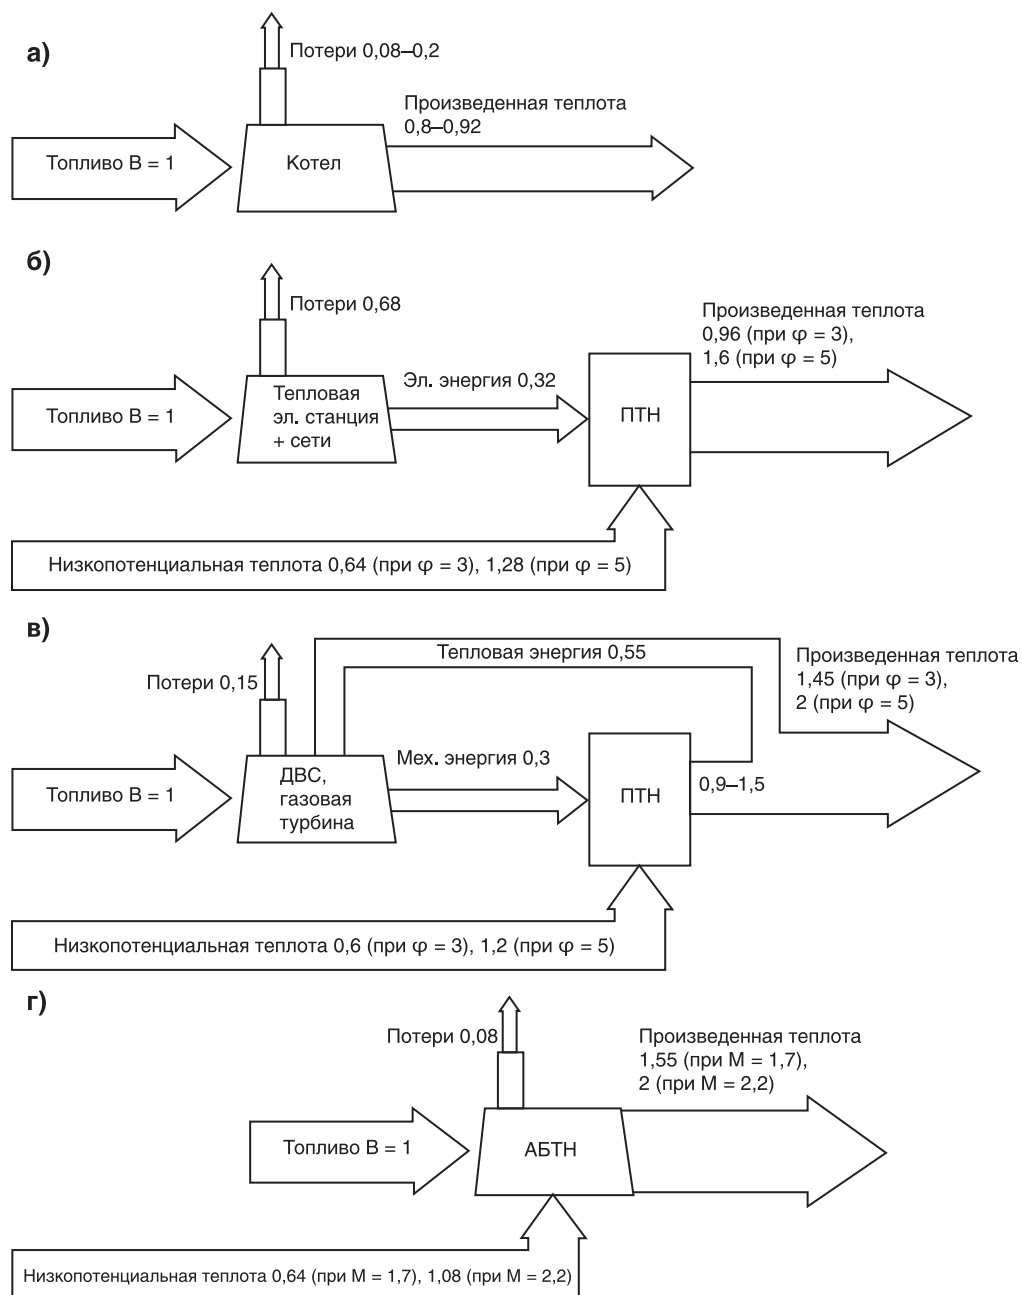 а)
Потери 0,08–0,2
Произведенная теплота
0,8–0,92
Топливо В = 1
Котел
б)
Потери 0,68
Произведенная теплота
0,96 (при φ = 3),
1,6 (при φ = 5)
Эл. энергия 0,32
Топливо В = 1
Тепловая
эл. станция
+ сети
ПТН
Низкопотенциальная теплота 0,64 (при φ = 3), 1,28 (при φ = 5)
в)
Тепловая энергия 0,55
Произведенная теплота
1,45 (при φ = 3),
2 (при φ = 5)
Потери 0,15
Мех. энергия 0,3
Топливо В = 1
ДВС,
газовая
турбина
ПТН
0,9–1,5
Низкопотенциальная теплота 0,6 (при φ = 3), 1,2 (при φ = 5)
г)
Потери 0,08
Произведенная теплота
1,55 (при М = 1,7),
2 (при М = 2,2)
Топливо В = 1
АБТН
Низкопотенциальная теплота 0,64 (при М = 1,7), 1,08 (при М = 2,2)